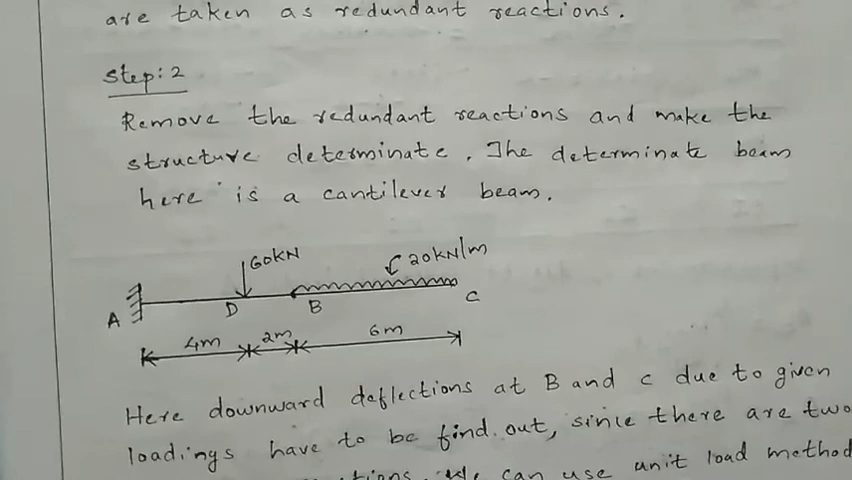 are taken as redundant reactions.
Step: 2
Remove the redundant reactions and make the
structure determinate. The determinate beam
here is a cantilever beam.
60kN
20kN/m
A
D
B
C
4m
2m
6m
Here downward deflections at B and c due to given
loadings have to be find out, since there are two
We can use unit load method